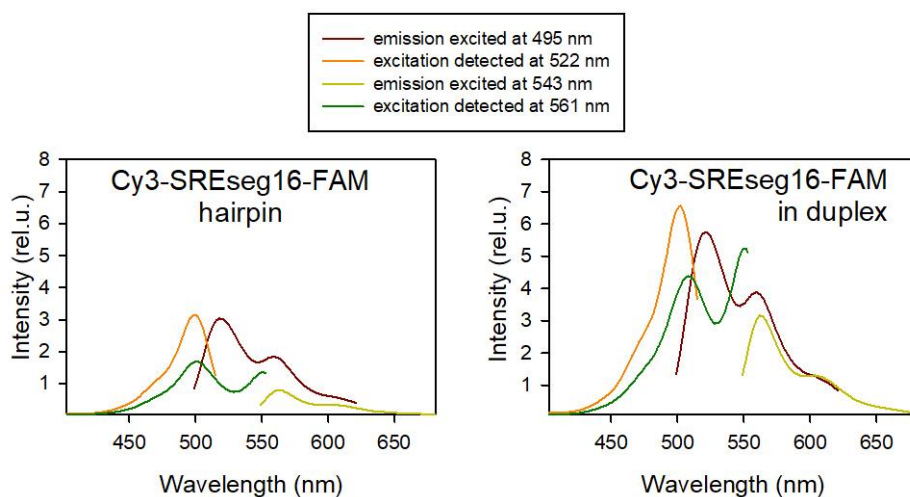 emission excited at 495 nm
excitation detected at 522 nm
emission excited at 543 nm
excitation detected at 561 nm
Cy3-SREseg16-FAM
hairpin
Intensity (rel.u.)
8
7
6
5
4
3
2
1
450 500 550 600 650
Wavelength (nm)
Cy3-SREseg16-FAM
in duplex
Intensity (rel.u.)
8
7
6
5
4
3
2
1
450 500 550 600 650
Wavelength (nm)